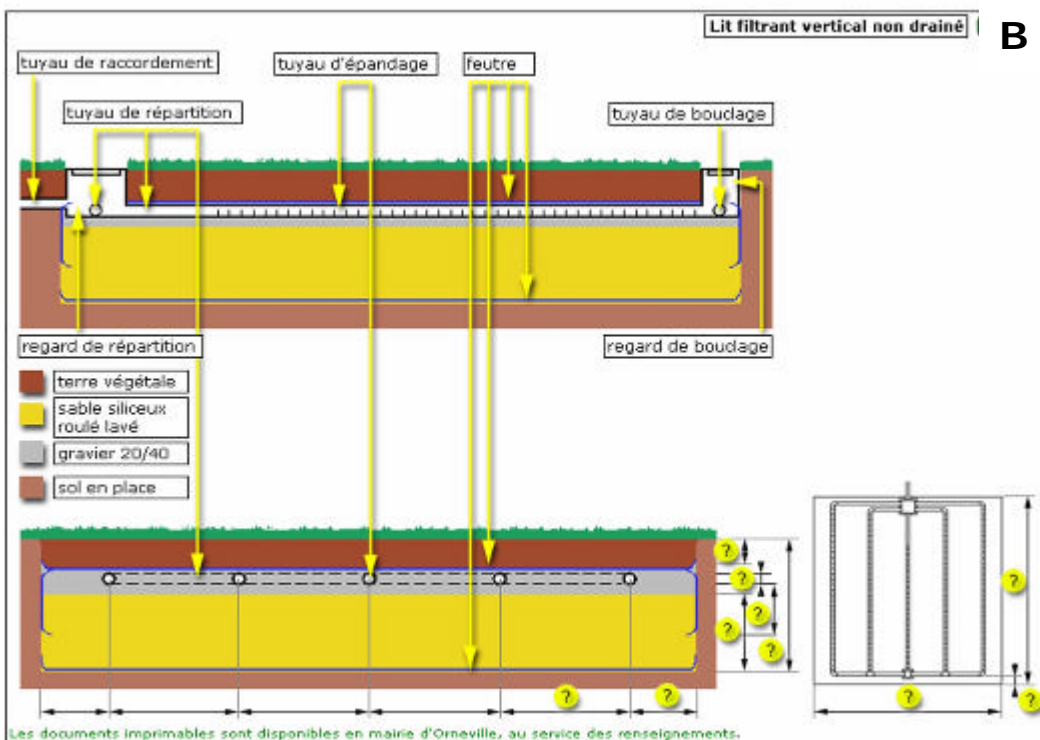 Lit filtrant vertical non drainé
B
tuyau de raccordement
tuyau d'épandage
feutre
tuyau de répartition
tuyau de bouclage
regard de répartition
regard de bouclage
terre végétale
sable siliceux
roulé lavé
gravier 20/40
sol en place
?
?
?
?
?
?
?
?
?
?
Les documents imprimables sont disponibles en mairie d'Orneville, au service des renseignements.